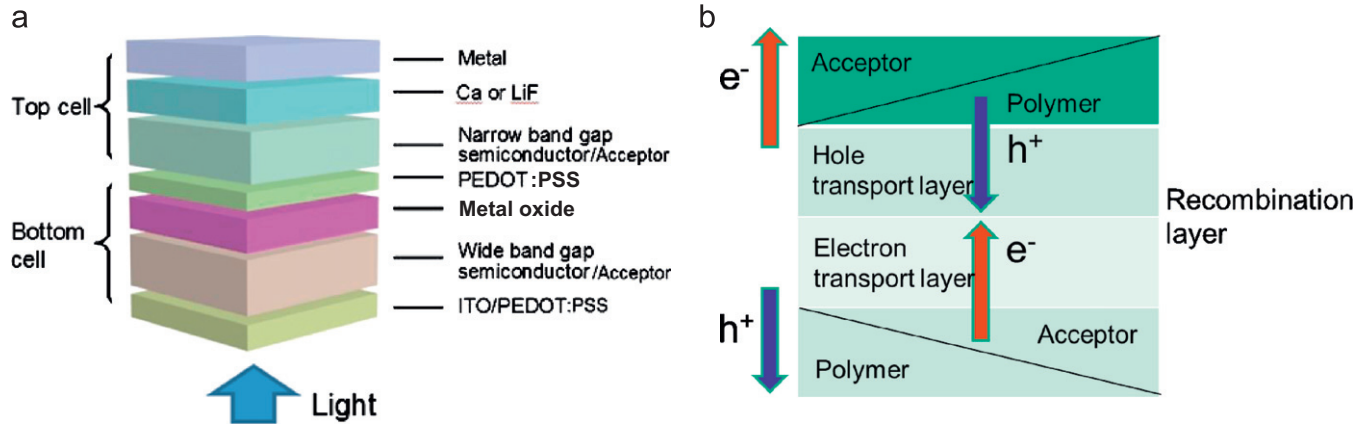 a
Top cell
Bottom
cell
Metal
Ca or LiF
Narrow band gap
semiconductor/Acceptor
PEDOT:PSS
Metal oxide
Wide band gap
semiconductor/Acceptor
ITO/PEDOT:PSS
Light
b
e-
Acceptor
Polymer
h+
Hole
transport layer
Recombination
layer
Electron
transport layer
e-
h+
Acceptor
Polymer